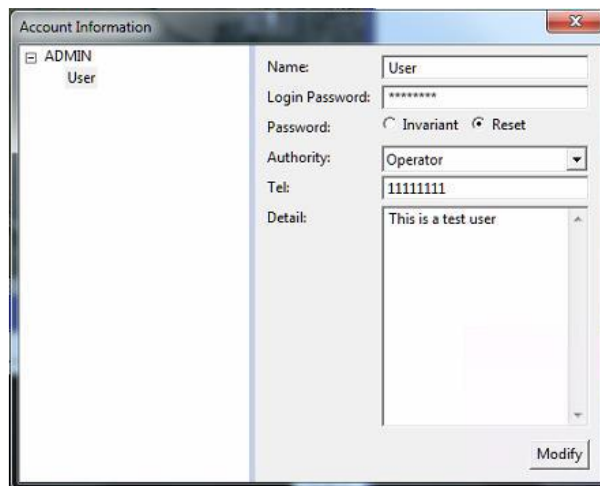 Account Information
ADMIN
User
Name: User
Login Password: ********
Password: Invariant Reset
Authority: Operator
Tel: 11111111
Detail: This is a test user
Modify